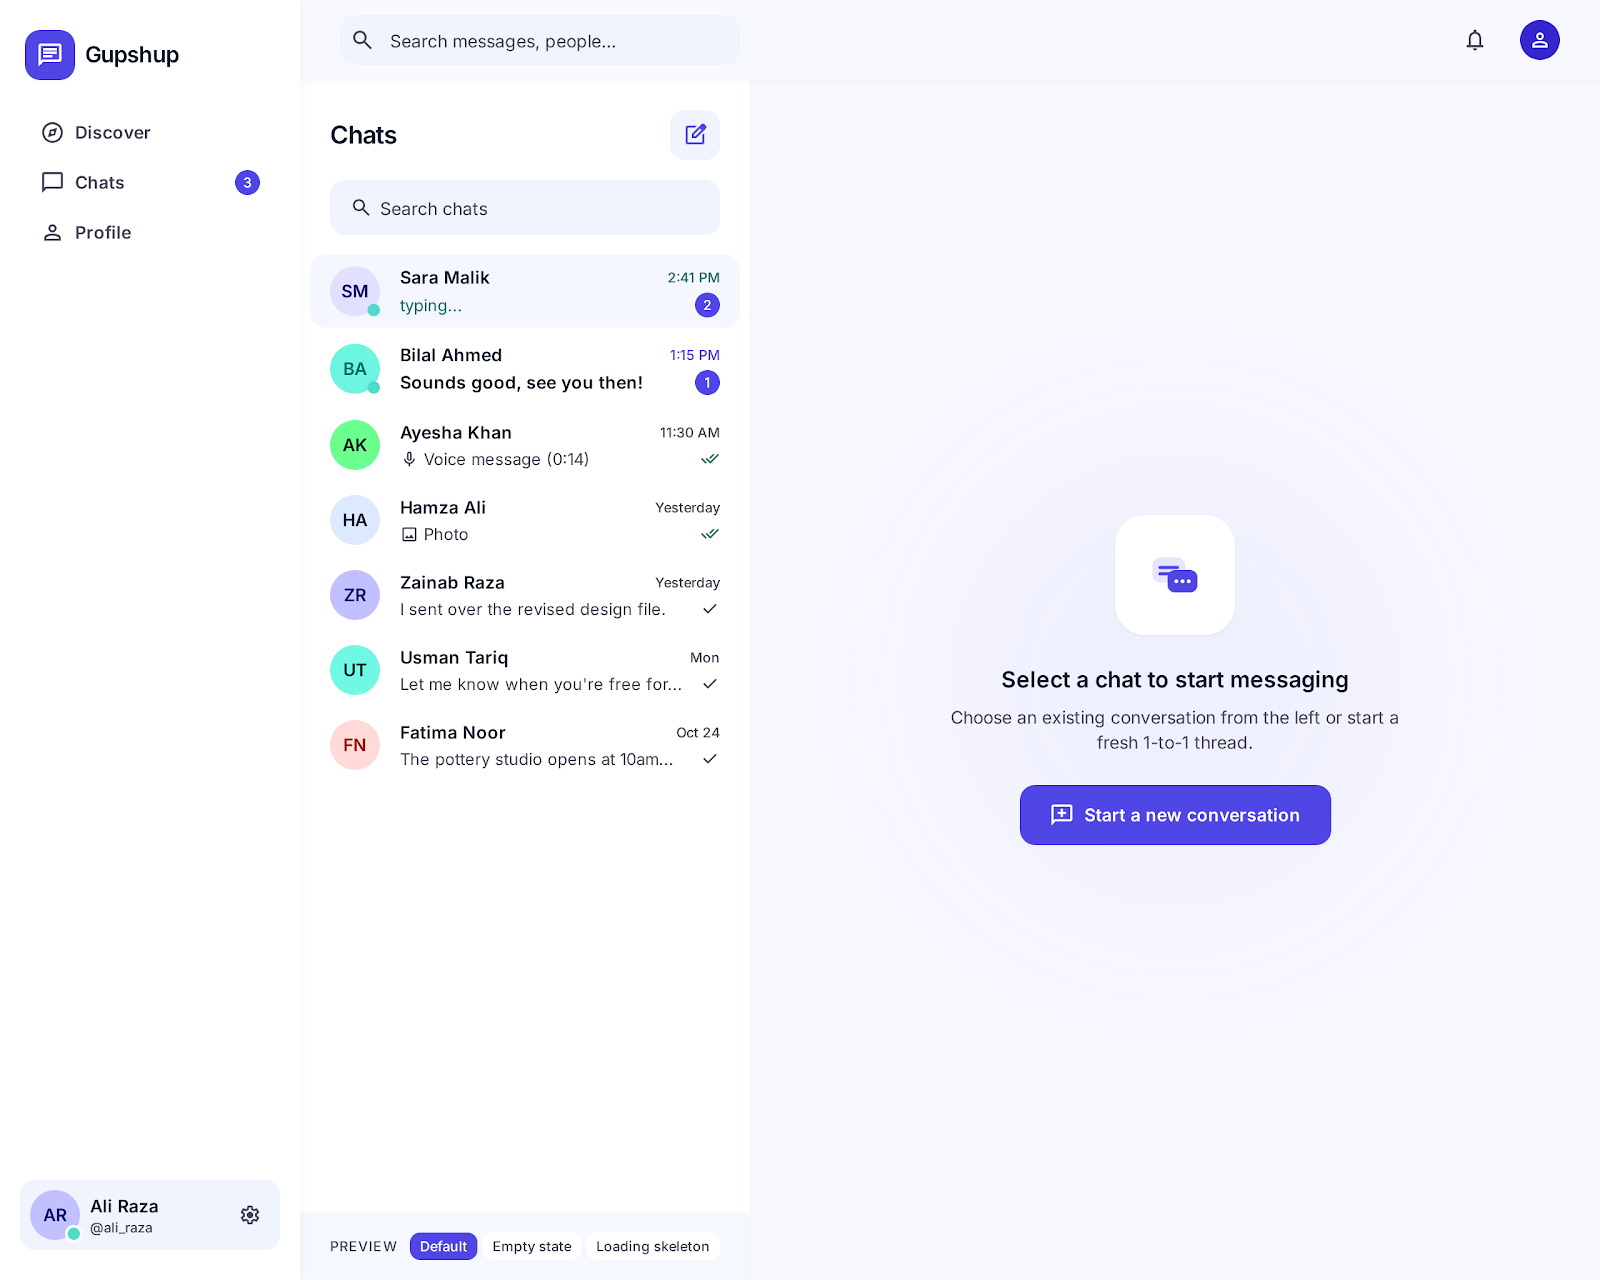 Gupshup
Discover
Chats
3
Profile
Ali Raza
@ali_raza
AR
Search messages, people...
Chats
Search chats
SM
Sara Malik
2:41 PM
typing...
2
BA
Bilal Ahmed
1:15 PM
Sounds good, see you then!
1
AK
Ayesha Khan
11:30 AM
Voice message (0:14)
HA
Hamza Ali
Yesterday
Photo
ZR
Zainab Raza
Yesterday
I sent over the revised design file.
UT
Usman Tariq
Mon
Let me know when you're free for...
FN
Fatima Noor
Oct 24
The pottery studio opens at 10am...
PREVIEW
Default
Empty state
Loading skeleton
Select a chat to start messaging
Choose an existing conversation from the left or start a
fresh 1-to-1 thread.
Start a new conversation